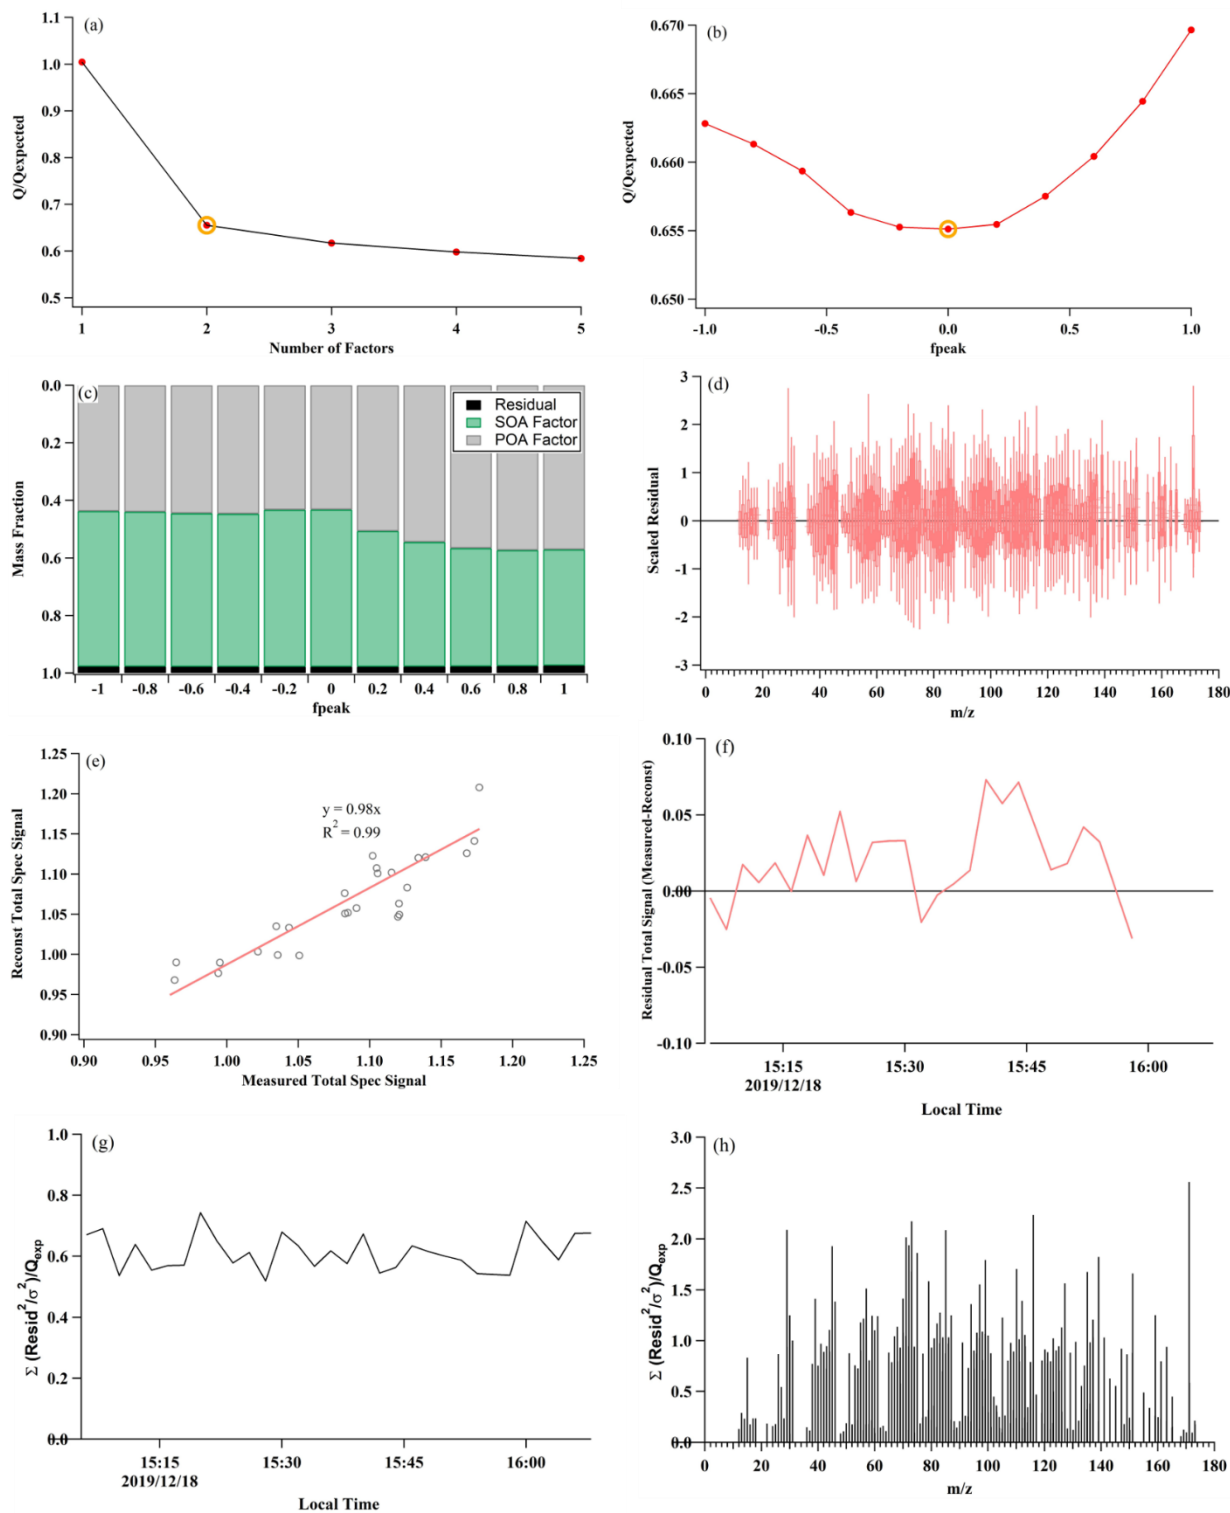 (a)
1.1
1.0
0.9
0.8
0.7
0.6
0.5
Q/Qexpected
1 2 3 4 5
Number of Factors
(b)
0.670
0.665
0.660
0.655
0.650
Q/Qexpected
-1.0 -0.5 0.0 0.5 1.0
fpeak
(c)
Residual
SOA Factor
POA Factor
0.0
0.2
0.4
0.6
0.8
1.0
Mass Fraction
-1 -0.8 -0.6 -0.4 -0.2 0 0.2 0.4 0.6 0.8 1
fpeak
(d)
3
2
1
0
-1
-2
-3
Scaled Residual
0 20 40 60 80 100 120 140 160 180
m/z
(e)
y = 0.98x
R² = 0.99
1.25
1.20
1.15
1.10
1.05
1.00
0.95
0.90
Reconst Total Spec Signal
0.90 0.95 1.00 1.05 1.10 1.15 1.20 1.25
Measured Total Spec Signal
(f)
0.10
0.05
0.00
-0.05
-0.10
Residual Total Signal (Measured-Reconst)
15:15 15:30 15:45 16:00
2019/12/18
Local Time
(g)
1.0
0.8
0.6
0.4
0.2
0.0
Σ (Resid²/σ²)/Qexp
15:15 15:30 15:45 16:00
2019/12/18
Local Time
(h)
3.0
2.5
2.0
1.5
1.0
0.5
0.0
Σ (Resid²/σ²)/Qexp
0 20 40 60 80 100 120 140 160 180
m/z